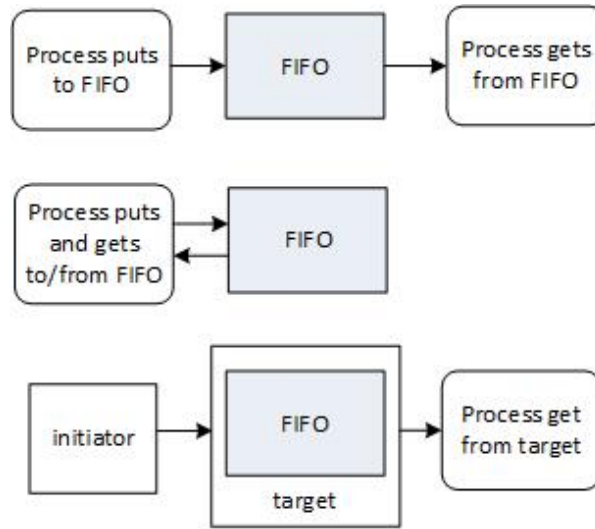 Process puts
to FIFO
FIFO
Process gets
from FIFO
Process puts
and gets
to/from FIFO
FIFO
initiator
FIFO
target
Process get
from target